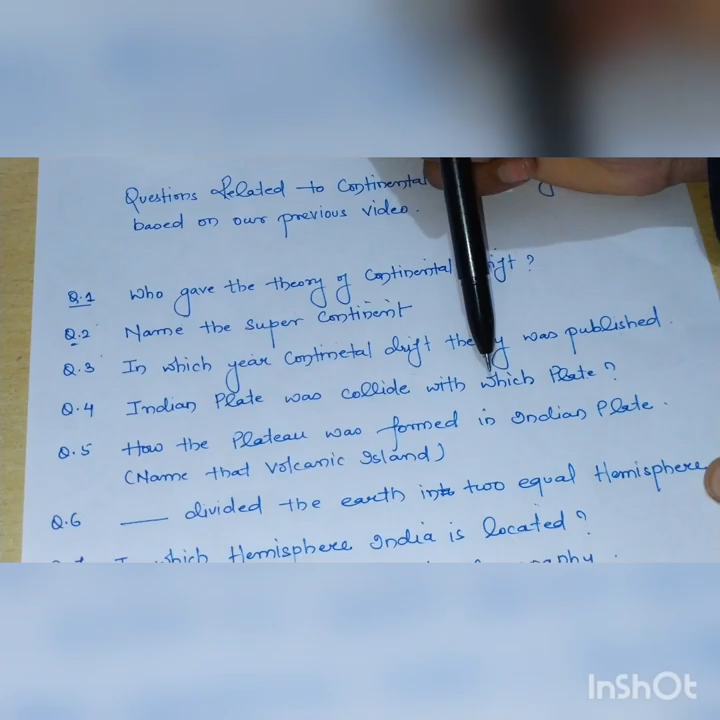 Questions Related to Continental
based on our previous video.
Q.1 Who gave the theory of Continental ift ?
Q.2 Name the super Continent
Q.3 In which year Continetal drift the y was published.
Q.4 Indian Plate was collide with which Plate ?
Q.5 How the Plateau was formed in Indian Plate.
(Name that Volcanic Island)
Q.6 ___ divided the earth into two equal Hemisphere
which Hemisphere India is located ?
InShOt